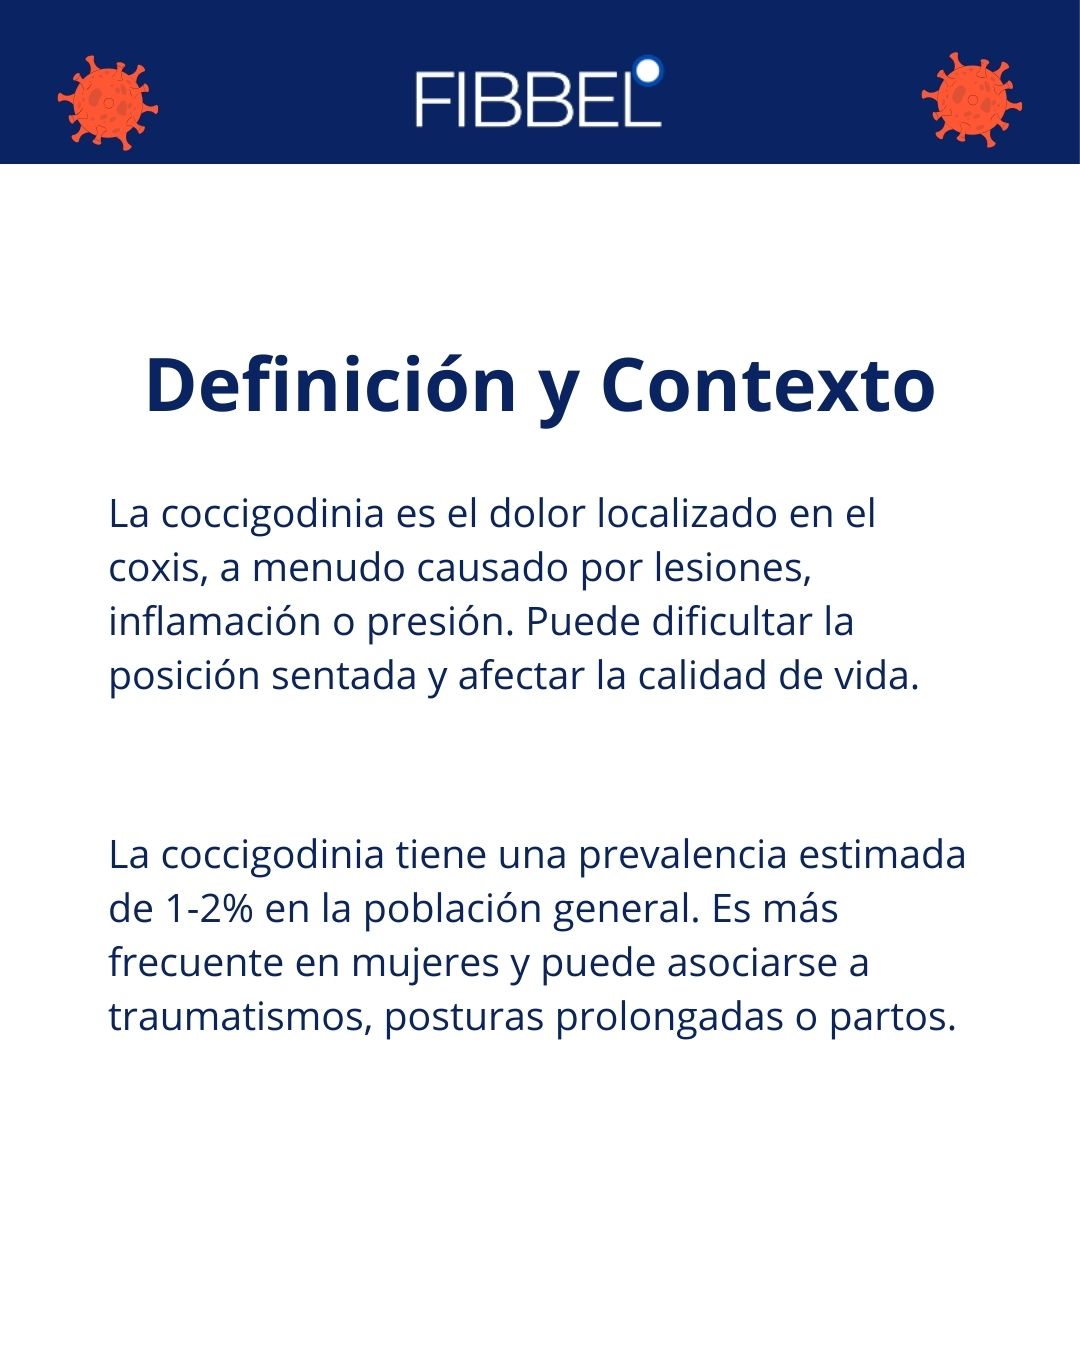 FIBBEL
Definición y Contexto
La coccigodinia es el dolor localizado en el
coxis, a menudo causado por lesiones,
inflamación o presión. Puede dificultar la
posición sentada y afectar la calidad de vida.
La coccigodinia tiene una prevalencia estimada
de 1-2% en la población general. Es más
frecuente en mujeres y puede asociarse a
traumatismos, posturas prolongadas o partos.